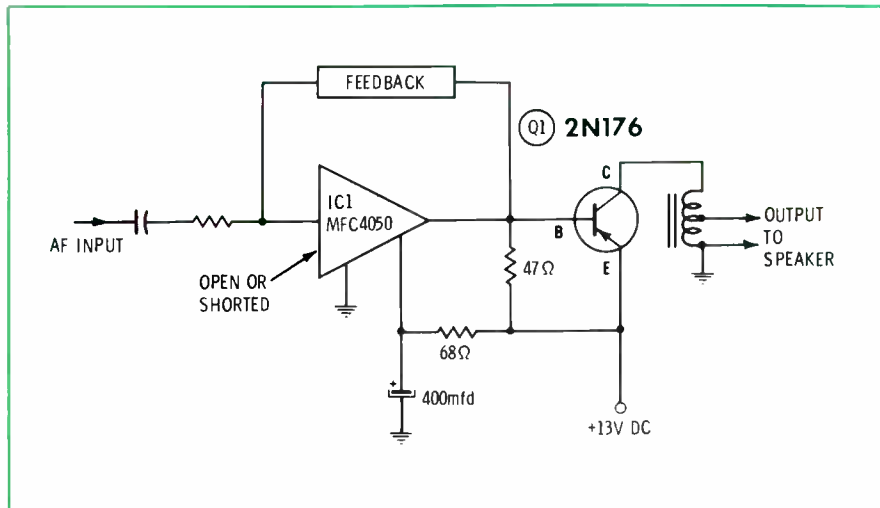 FEEDBACK
Q1 2N176
C
IC1
MFC4050
AF INPUT
B
OUTPUT
TO
SPEAKER
E
47Ω
OPEN OR
SHORTED
68Ω
+
400mfd
+13V DC